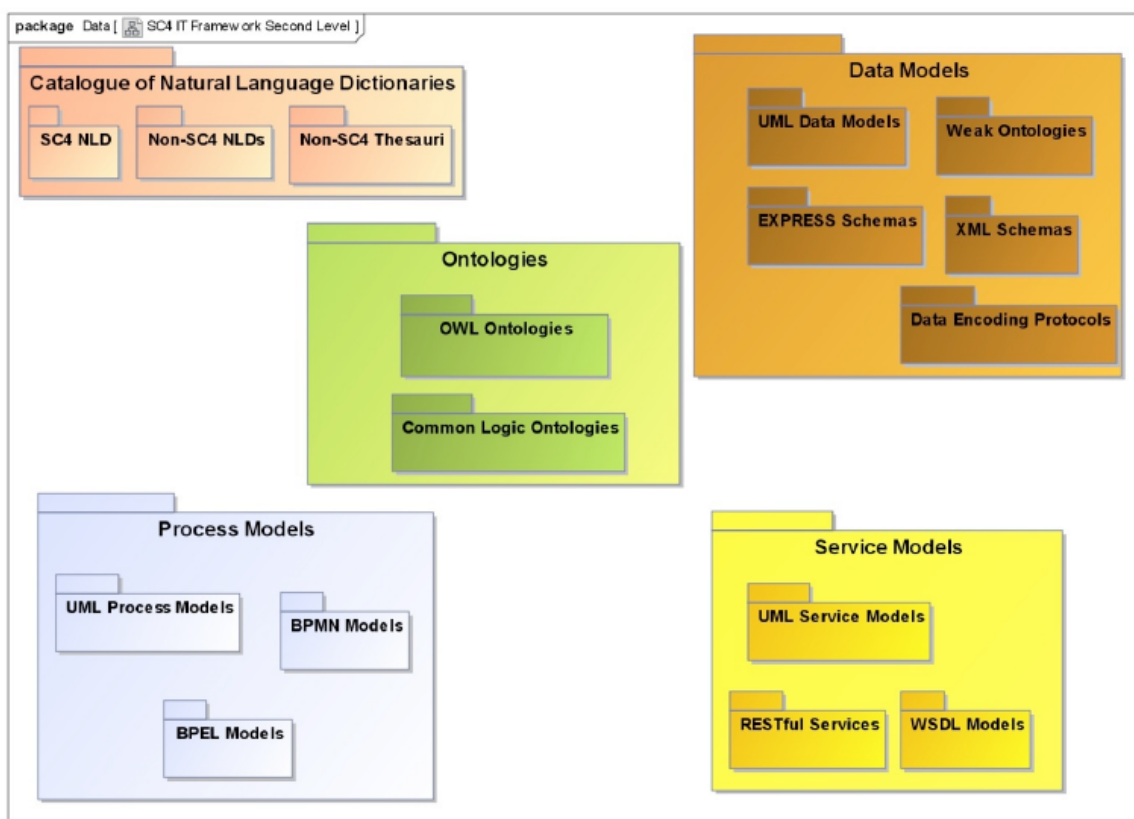 package Data [ SC4 IT Framework Second Level ]
Catalogue of Natural Language Dictionaries
SC4 NLD
Non-SC4 NLDs
Non-SC4 Thesauri
Data Models
UML Data Models
Weak Ontologies
EXPRESS Schemas
XML Schemas
Data Encoding Protocols
Ontologies
OWL Ontologies
Common Logic Ontologies
Process Models
UML Process Models
BPMN Models
BPEL Models
Service Models
UML Service Models
RESTful Services
WSDL Models